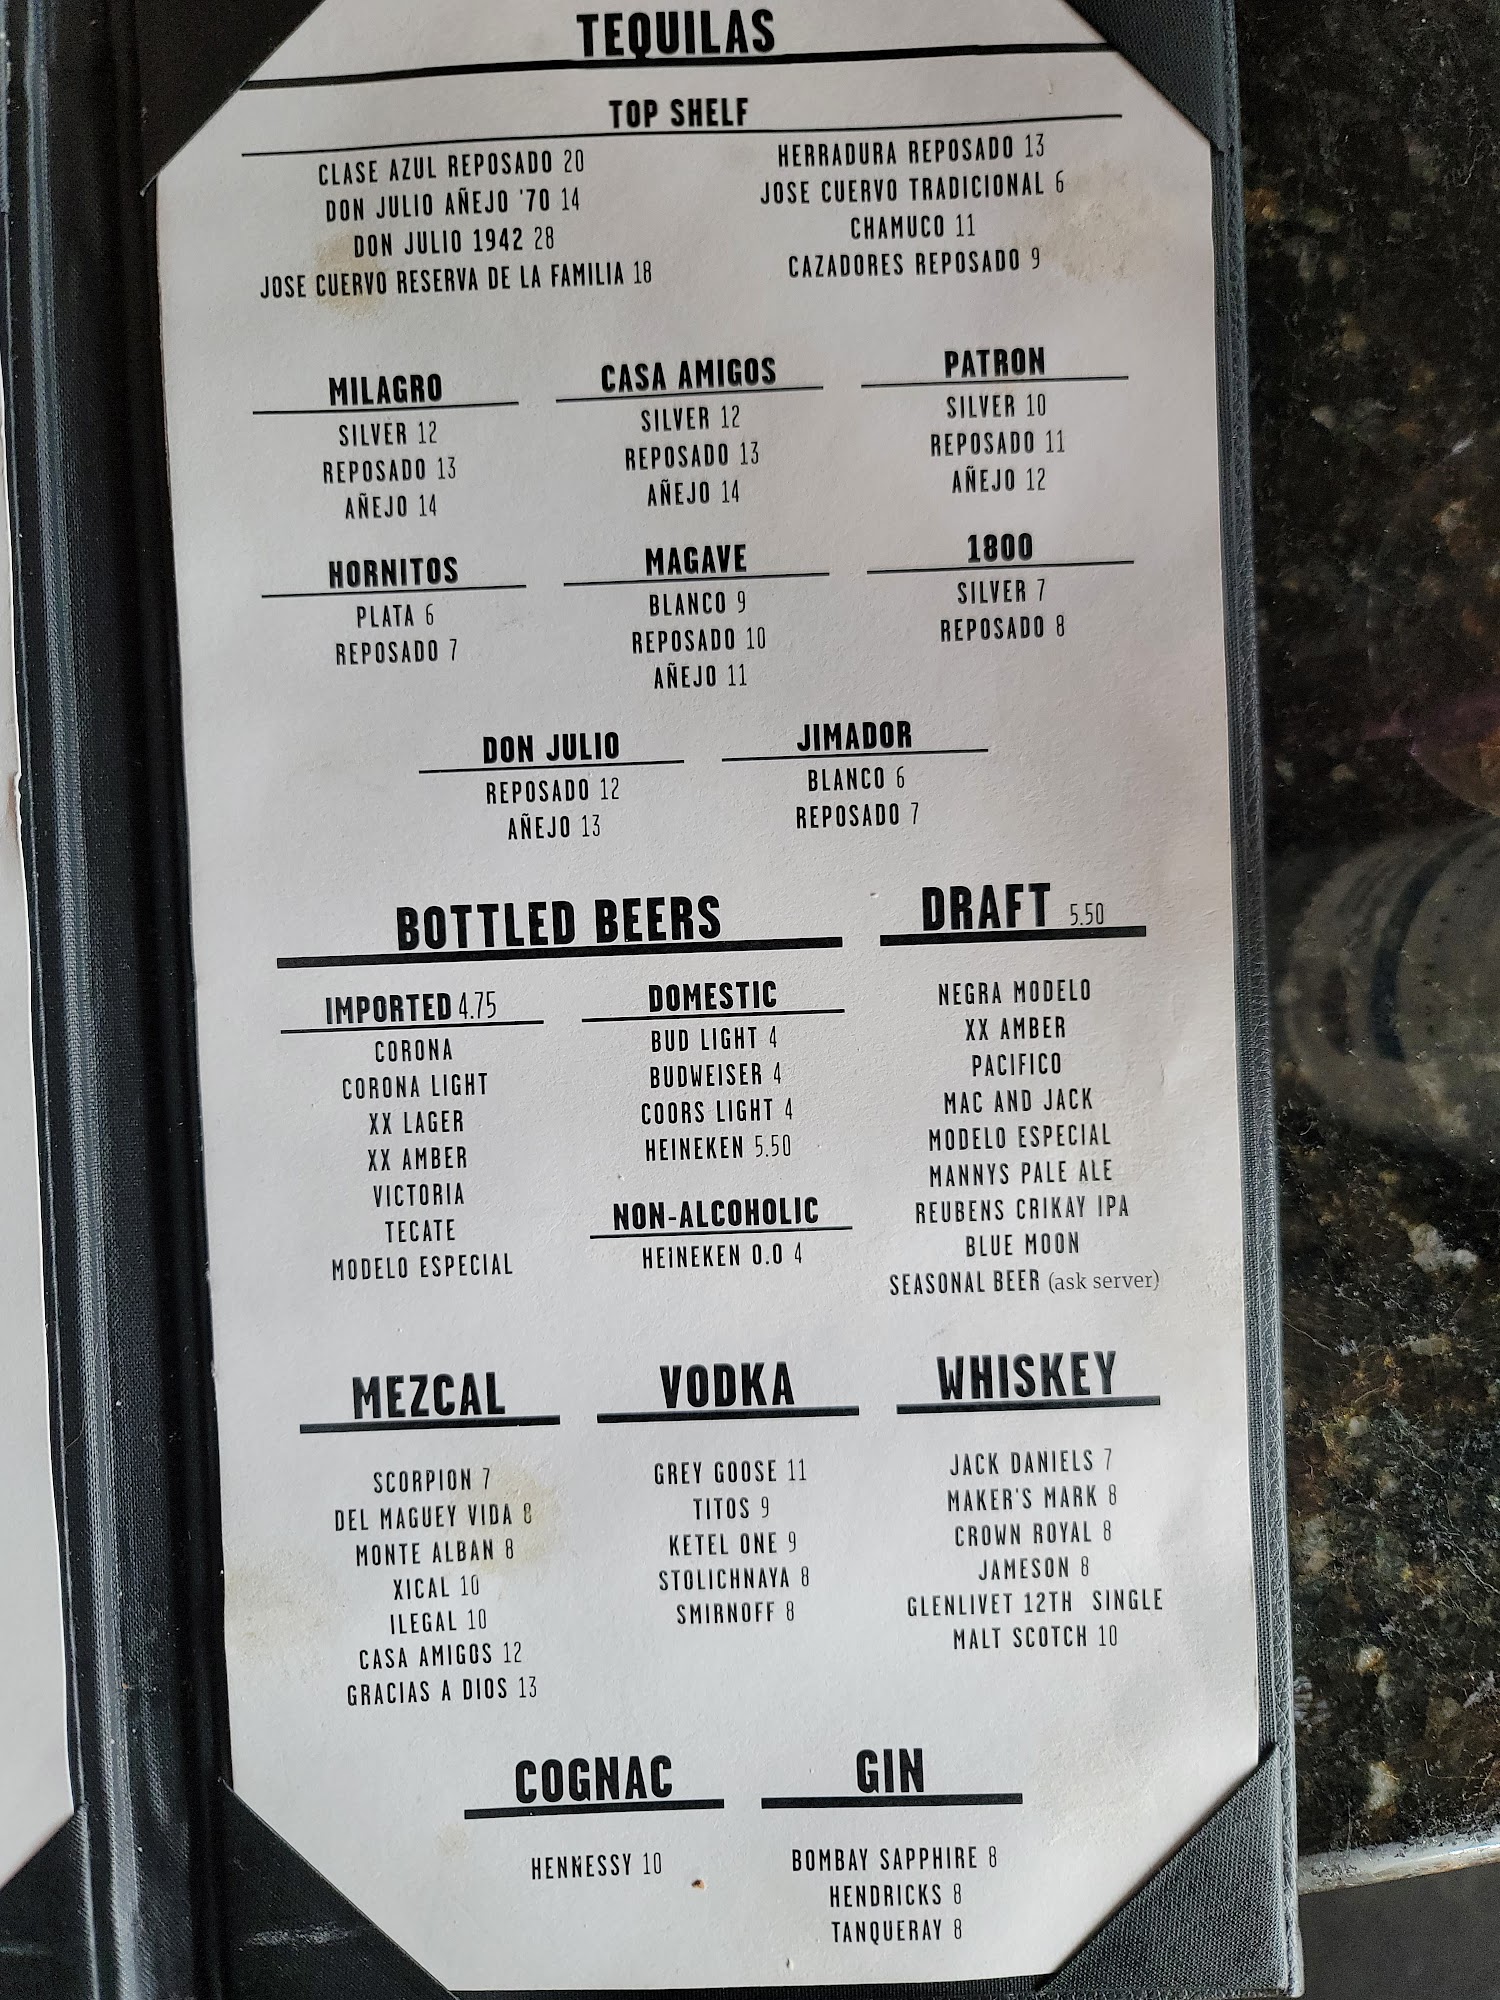 TEQUILAS
TOP SHELF
CLASE AZUL REPOSADO 20
DON JULIO AÑEJO '70 14
DON JULIO 1942 28
JOSE CUERVO RESERVA DE LA FAMILIA 18
HERRADURA REPOSADO 13
JOSE CUERVO TRADICIONAL 6
CHAMUCO 11
CAZADORES REPOSADO 9
MILAGRO
SILVER 12
REPOSADO 13
AÑEJO 14
CASA AMIGOS
SILVER 12
REPOSADO 13
AÑEJO 14
PATRON
SILVER 10
REPOSADO 11
AÑEJO 12
HORNITOS
PLATA 6
REPOSADO 7
MAGAVE
BLANCO 9
REPOSADO 10
AÑEJO 11
1800
SILVER 7
REPOSADO 8
DON JULIO
REPOSADO 12
AÑEJO 13
JIMADOR
BLANCO 6
REPOSADO 7
BOTTLED BEERS
IMPORTED 4.75
CORONA
CORONA LIGHT
XX LAGER
XX AMBER
VICTORIA
TECATE
MODELO ESPECIAL
DOMESTIC
BUD LIGHT 4
BUDWEISER 4
COORS LIGHT 4
HEINEKEN 5.50
NON-ALCOHOLIC
HEINEKEN 0.0 4
DRAFT 5.50
NEGRA MODELO
XX AMBER
PACIFICO
MAC AND JACK
MODELO ESPECIAL
MANNYS PALE ALE
REUBENS CRIKAY IPA
BLUE MOON
SEASONAL BEER (ask server)
MEZCAL
SCORPION 7
DEL MAGUEY VIDA 8
MONTE ALBAN 8
XICAL 10
ILEGAL 10
CASA AMIGOS 12
GRACIAS A DIOS 13
VODKA
GREY GOOSE 11
TITOS 9
KETEL ONE 9
STOLICHNAYA 8
SMIRNOFF 8
WHISKEY
JACK DANIELS 7
MAKER'S MARK 8
CROWN ROYAL 8
JAMESON 8
GLENLIVET 12TH SINGLE
MALT SCOTCH 10
COGNAC
HENNESSY 10
GIN
BOMBAY SAPPHIRE 8
HENDRICKS 8
TANQUERAY 8